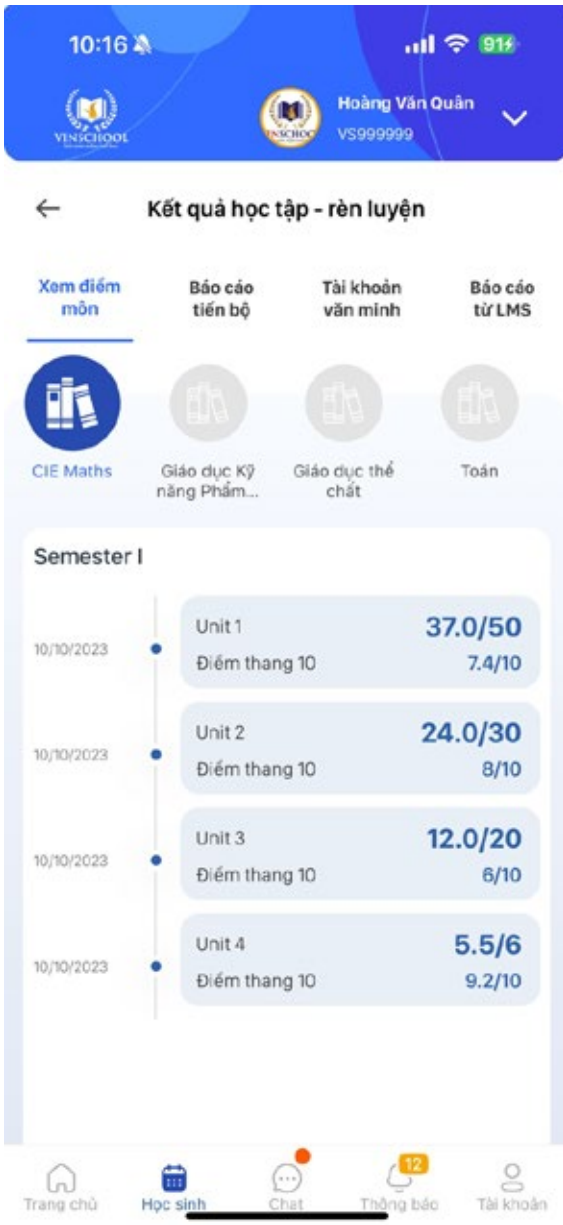 10:16
91
VINSCHOOL
Hoàng Văn Quân
VS999999
Kết quả học tập - rèn luyện
Xem điểm môn
Báo cáo tiến bộ
Tài khoản văn minh
Báo cáo từ LMS
CIE Maths
Giáo dục Kỹ năng Phẩm...
Giáo dục thể chất
Toán
Semester I
10/10/2023
Unit 1
37.0/50
Điểm thang 10
7.4/10
10/10/2023
Unit 2
24.0/30
Điểm thang 10
8/10
10/10/2023
Unit 3
12.0/20
Điểm thang 10
6/10
10/10/2023
Unit 4
5.5/6
Điểm thang 10
9.2/10
12
Trang chủ
Học sinh
Chat
Thông báo
Tài khoản